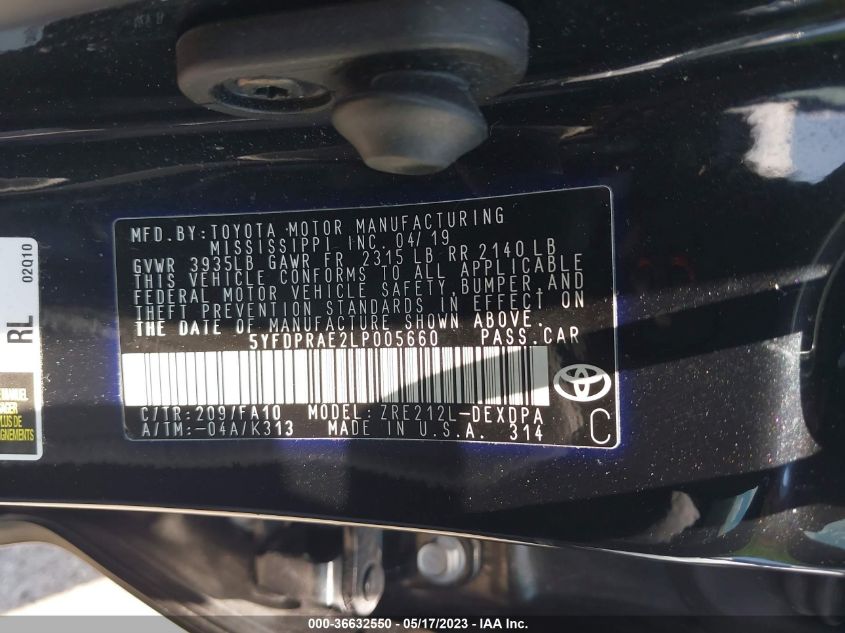 MFD. BY: TOYOTA MOTOR MANUFACTURING
MISSISSIPPI INC. 04/19
GVWR 3935LB GAWR FR 2315 LB RR 2140 LB
THIS VEHICLE CONFORMS TO ALL APPLICABLE
FEDERAL MOTOR VEHICLE SAFETY, BUMPER, AND
THEFT PREVENTION STANDARDS IN EFFECT ON
THE DATE OF MANUFACTURE SHOWN ABOVE.
5YFDPRAE2LP005660 PASS.CAR
C/TR: 209/FA10 MODEL: ZRE212L-DEXDPA
A/TM: -04A/K313 MADE IN U.S.A. 314
C
RL
02Q10
PLUS DE
000-36632550 - 05/17/2023 - IAA Inc.